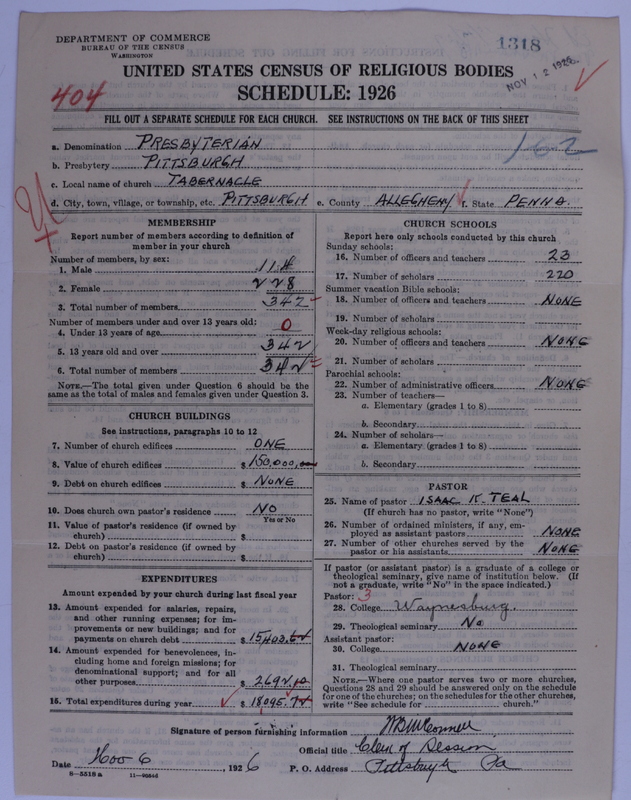 DEPARTMENT OF COMMERCE
BUREAU OF THE CENSUS
WASHINGTON
1318
NOV 12 1926
UNITED STATES CENSUS OF RELIGIOUS BODIES
SCHEDULE: 1926
404
FILL OUT A SEPARATE SCHEDULE FOR EACH CHURCH. SEE INSTRUCTIONS ON THE BACK OF THIS SHEET
a. Denomination PRESBYTERIAN
162
b. Presbytery PITTSBURGH
c. Local name of church TABERNACLE
d. City, town, village, or township, etc. PITTSBURGH e. County ALLEGHENY f. State PENNA.
MEMBERSHIP
Report number of members according to definition of
member in your church
Number of members, by sex:
1. Male 114
2. Female 228
3. Total number of members 342
Number of members under and over 13 years old:
4. Under 13 years of age 0
5. 13 years old and over 342
6. Total number of members 342
NOTE.—The total given under Question 6 should be the
same as the total of males and females given under Question 3.
CHURCH BUILDINGS
See instructions, paragraphs 10 to 12
7. Number of church edifices ONE
8. Value of church edifices $150,000,
9. Debt on church edifices $ NONE
10. Does church own pastor's residence NO
Yes or No
11. Value of pastor's residence (if owned by
church) $
12. Debt on pastor's residence (if owned by
church) $
EXPENDITURES
Amount expended by your church during last fiscal year
13. Amount expended for salaries, repairs,
and other running expenses; for im-
provements or new buildings; and for
payments on church debt $15403.62
14. Amount expended for benevolences, in-
cluding home and foreign missions; for
denominational support; and for all
other purposes $2692.10
15. Total expenditures during year $18095.72
CHURCH SCHOOLS
Report here only schools conducted by this church
Sunday schools:
16. Number of officers and teachers 23
17. Number of scholars 220
Summer vacation Bible schools:
18. Number of officers and teachers NONE
19. Number of scholars
Week-day religious schools:
20. Number of officers and teachers NONE
21. Number of scholars
Parochial schools:
22. Number of administrative officers NONE
23. Number of teachers—
a. Elementary (grades 1 to 8)
b. Secondary
24. Number of scholars—
a. Elementary (grades 1 to 8)
b. Secondary
PASTOR
25. Name of pastor ISAAC K. TEAL
(If church has no pastor, write "None")
26. Number of ordained ministers, if any, em-
ployed as assistant pastors NONE
27. Number of other churches served by the
pastor or his assistants NONE
If pastor (or assistant pastor) is a graduate of a college or
theological seminary, give name of institution below. (If
not a graduate, write "No" in the space indicated.)
Pastor: 3
28. College Waynesburg.
29. Theological seminary No
Assistant pastor:
30. College NONE
31. Theological seminary
NOTE.—Where one pastor serves two or more churches,
Questions 28 and 29 should be answered only on the schedule
for one of the churches; on the schedules for the other churches,
write "See schedule for church."
Signature of person furnishing information McConnell
Official title Clerk of Session
Date Nov 6, 1926 P. O. Address Pittsburgh Pa
8—5518a 11—9084d